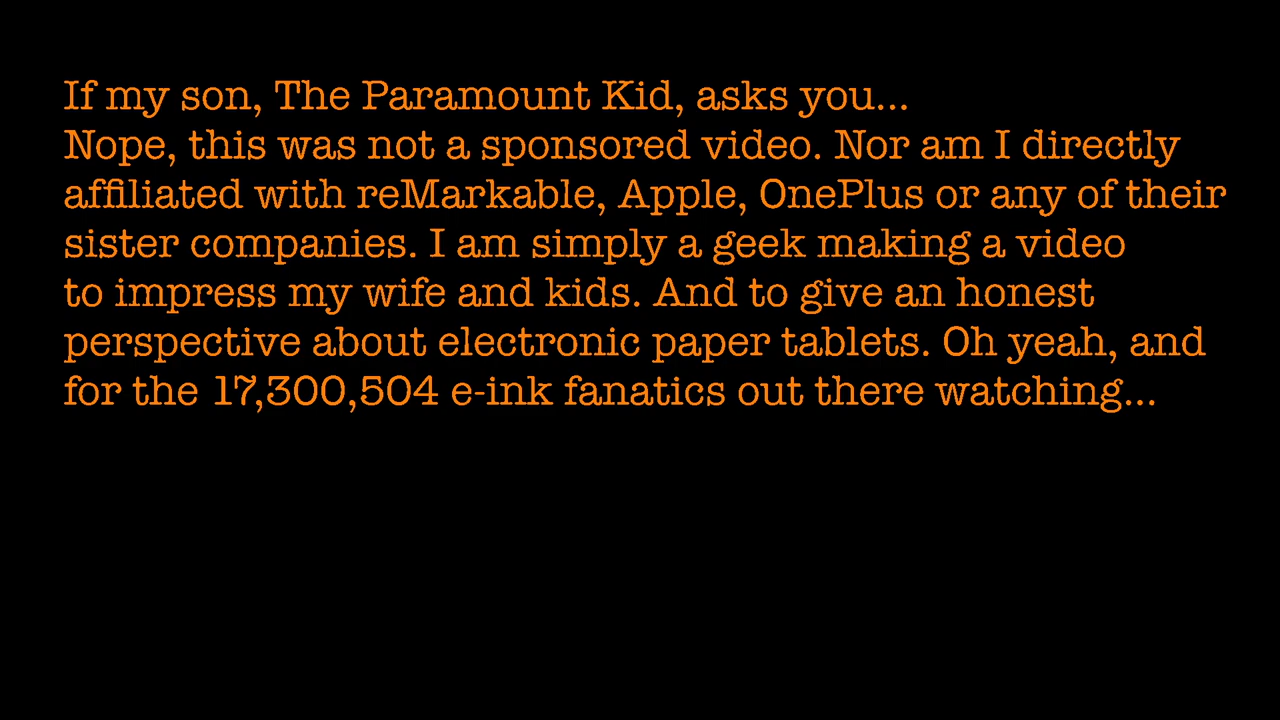 If my son, The Paramount Kid, asks you...
Nope, this was not a sponsored video. Nor am I directly
affiliated with reMarkable, Apple, OnePlus or any of their
sister companies. I am simply a geek making a video
to impress my wife and kids. And to give an honest
perspective about electronic paper tablets. Oh yeah, and
for the 17,300,504 e-ink fanatics out there watching...